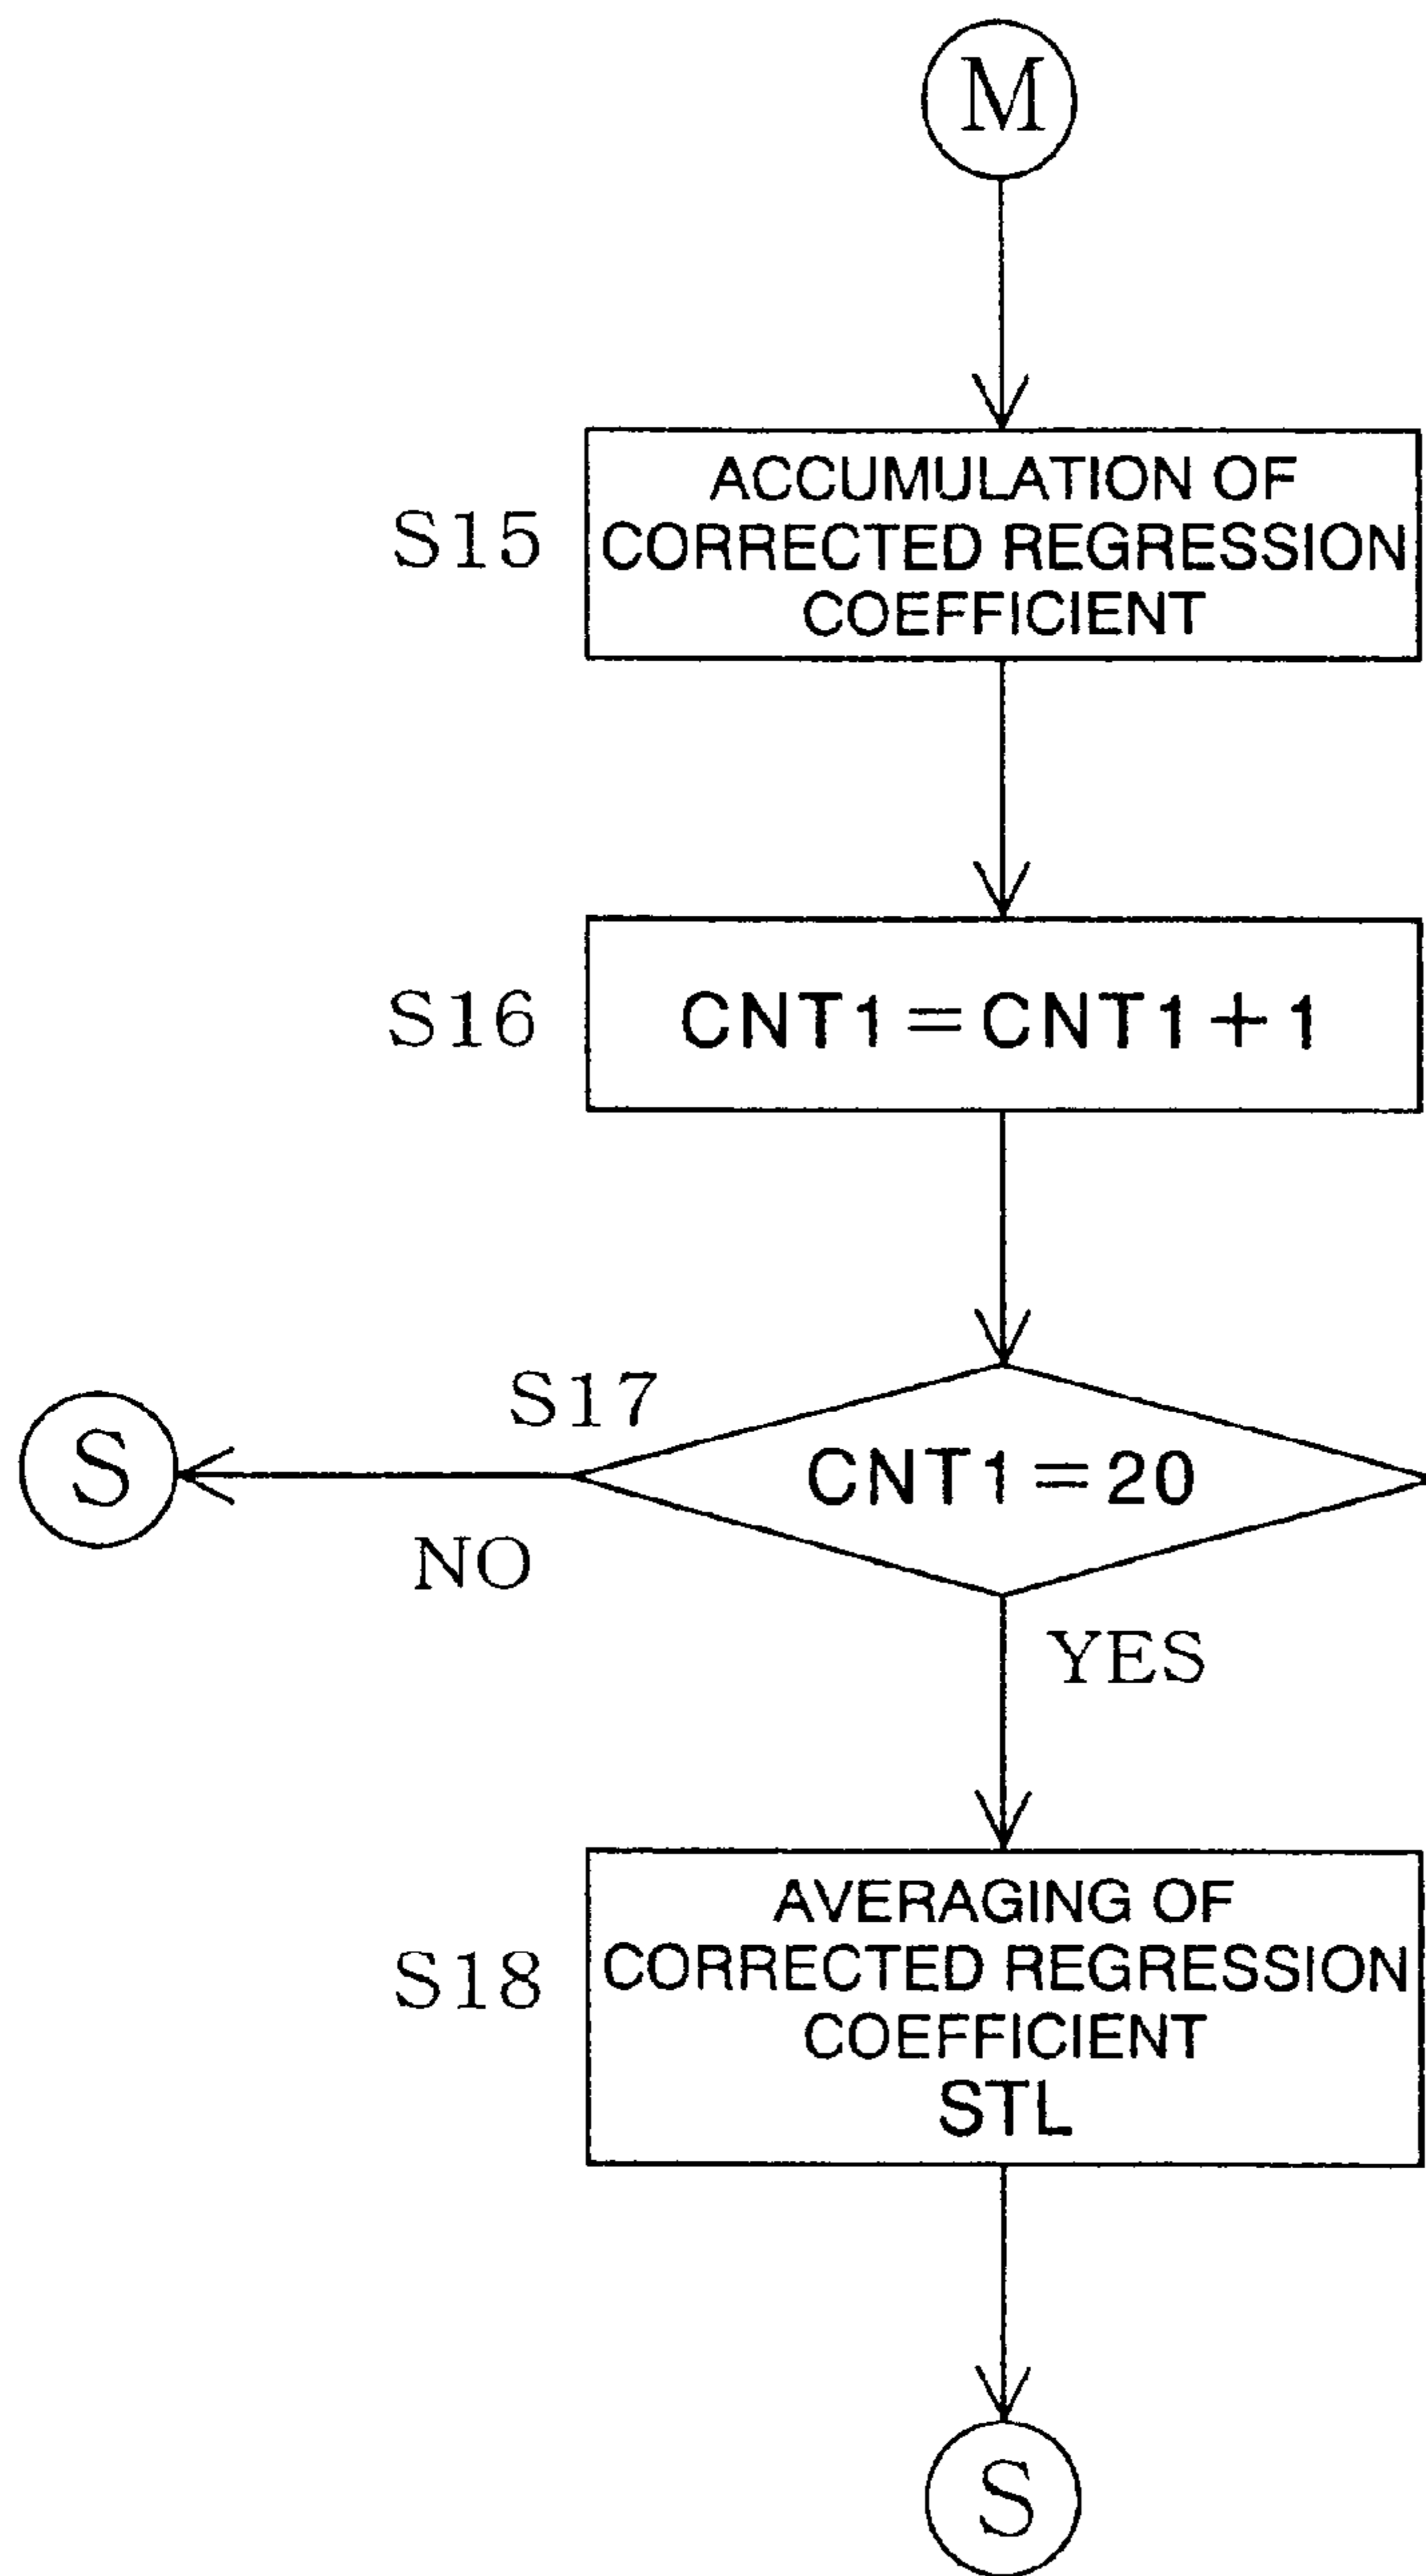 M
S15
ACCUMULATION OF
CORRECTED REGRESSION
COEFFICIENT
S16
CNT1=CNT1+1
S17
CNT1=20
S
NO
YES
S18
AVERAGING OF
CORRECTED REGRESSION
COEFFICIENT
STL
S